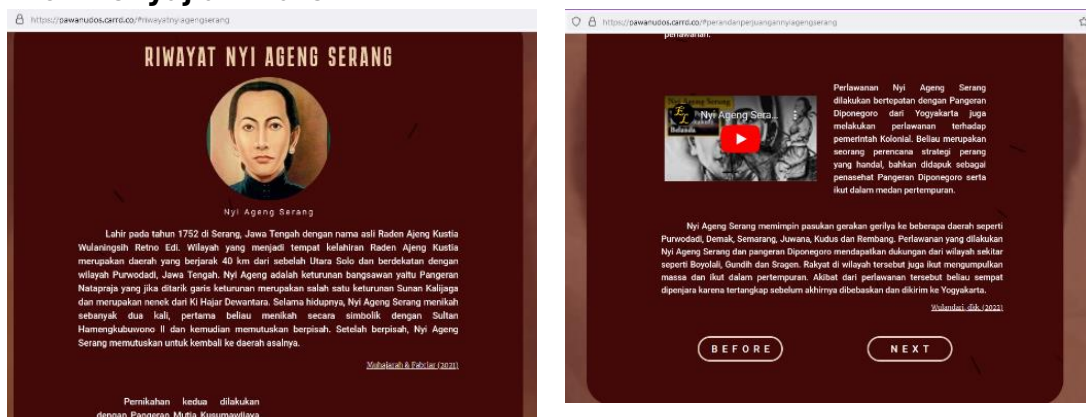 https://pawanudos.carrd.co/#riwayatnyiagengserang
RIWAYAT NYI AGENG SERANG
Nyi Ageng Serang
Lahir pada tahun 1752 di Serang, Jawa Tengah dengan nama asli Raden Ajeng Kustia
Wulaningsih Retno Edi. Wilayah yang menjadi tempat kelahiran Raden Ajeng Kustia
merupakan daerah yang berjarak 40 km dari sebelah Utara Solo dan berdekatan dengan
wilayah Purwodadi, Jawa Tengah. Nyi Ageng adalah keturunan bangsawan yaitu Pangeran
Natapraja yang jika ditarik garis keturunan merupakan salah satu keturunan Sunan Kalijaga
dan merupakan nenek dari Ki Hajar Dewantara. Selama hidupnya, Nyi Ageng Serang menikah
sebanyak dua kali, pertama beliau menikah secara simbolik dengan Sultan
Hamengkubuwono II dan kemudian memutuskan berpisah. Setelah berpisah, Nyi Ageng
Serang memutuskan untuk kembali ke daerah asalnya.
(2021)
Pernikahan kedua dilakukan
dengan Pangeran Mutia Kusumawijaya
https://pawanudos.carrd.co/#perandanperjuangannyiagengserang
perlawanan.
Nyi Ageng Sera...
Belanda
Perlawanan Nyi Ageng Serang
dilakukan bertepatan dengan Pangeran
Diponegoro dari Yogyakarta juga
melakukan perlawanan terhadap
pemerintah Kolonial. Beliau merupakan
seorang perencana strategi perang
yang handal, bahkan didapuk sebagai
penasehat Pangeran Diponegoro serta
ikut dalam medan pertempuran.
Nyi Ageng Serang memimpin pasukan gerakan gerilya ke beberapa daerah seperti
Purwodadi, Demak, Semarang, Juwana, Kudus dan Rembang. Perlawanan yang dilakukan
Nyi Ageng Serang dan pangeran Diponegoro mendapatkan dukungan dari wilayah sekitar
seperti Boyolali, Gundih dan Sragen. Rakyat di wilayah tersebut juga ikut mengumpulkan
massa dan ikut dalam pertempuran. Akibat dari perlawanan tersebut beliau sempat
dipenjara karena tertangkap sebelum akhirnya dibebaskan dan dikirim ke Yogyakarta.
Wulandari, dkk (2022)
BEFORE
NEXT